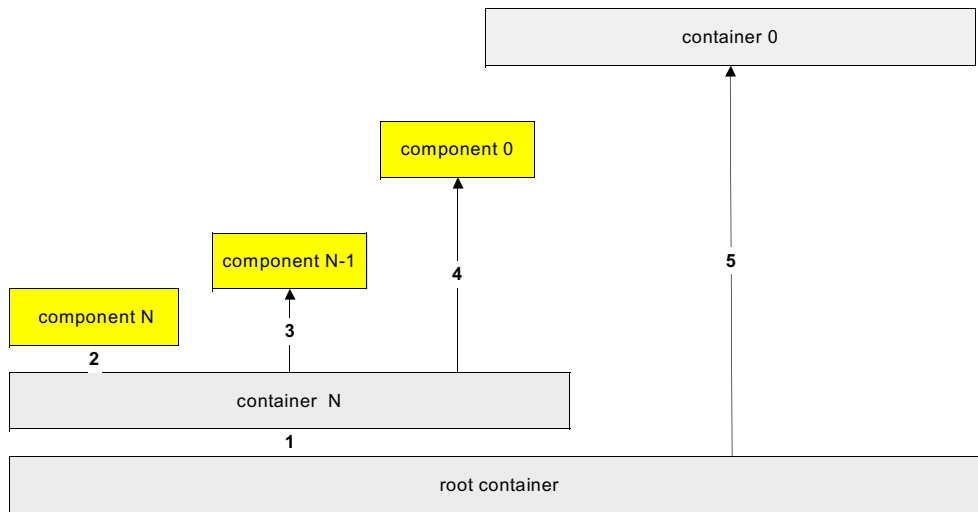 container 0
component 0
component N-1
4
5
component N
3
2
container N
1
root container